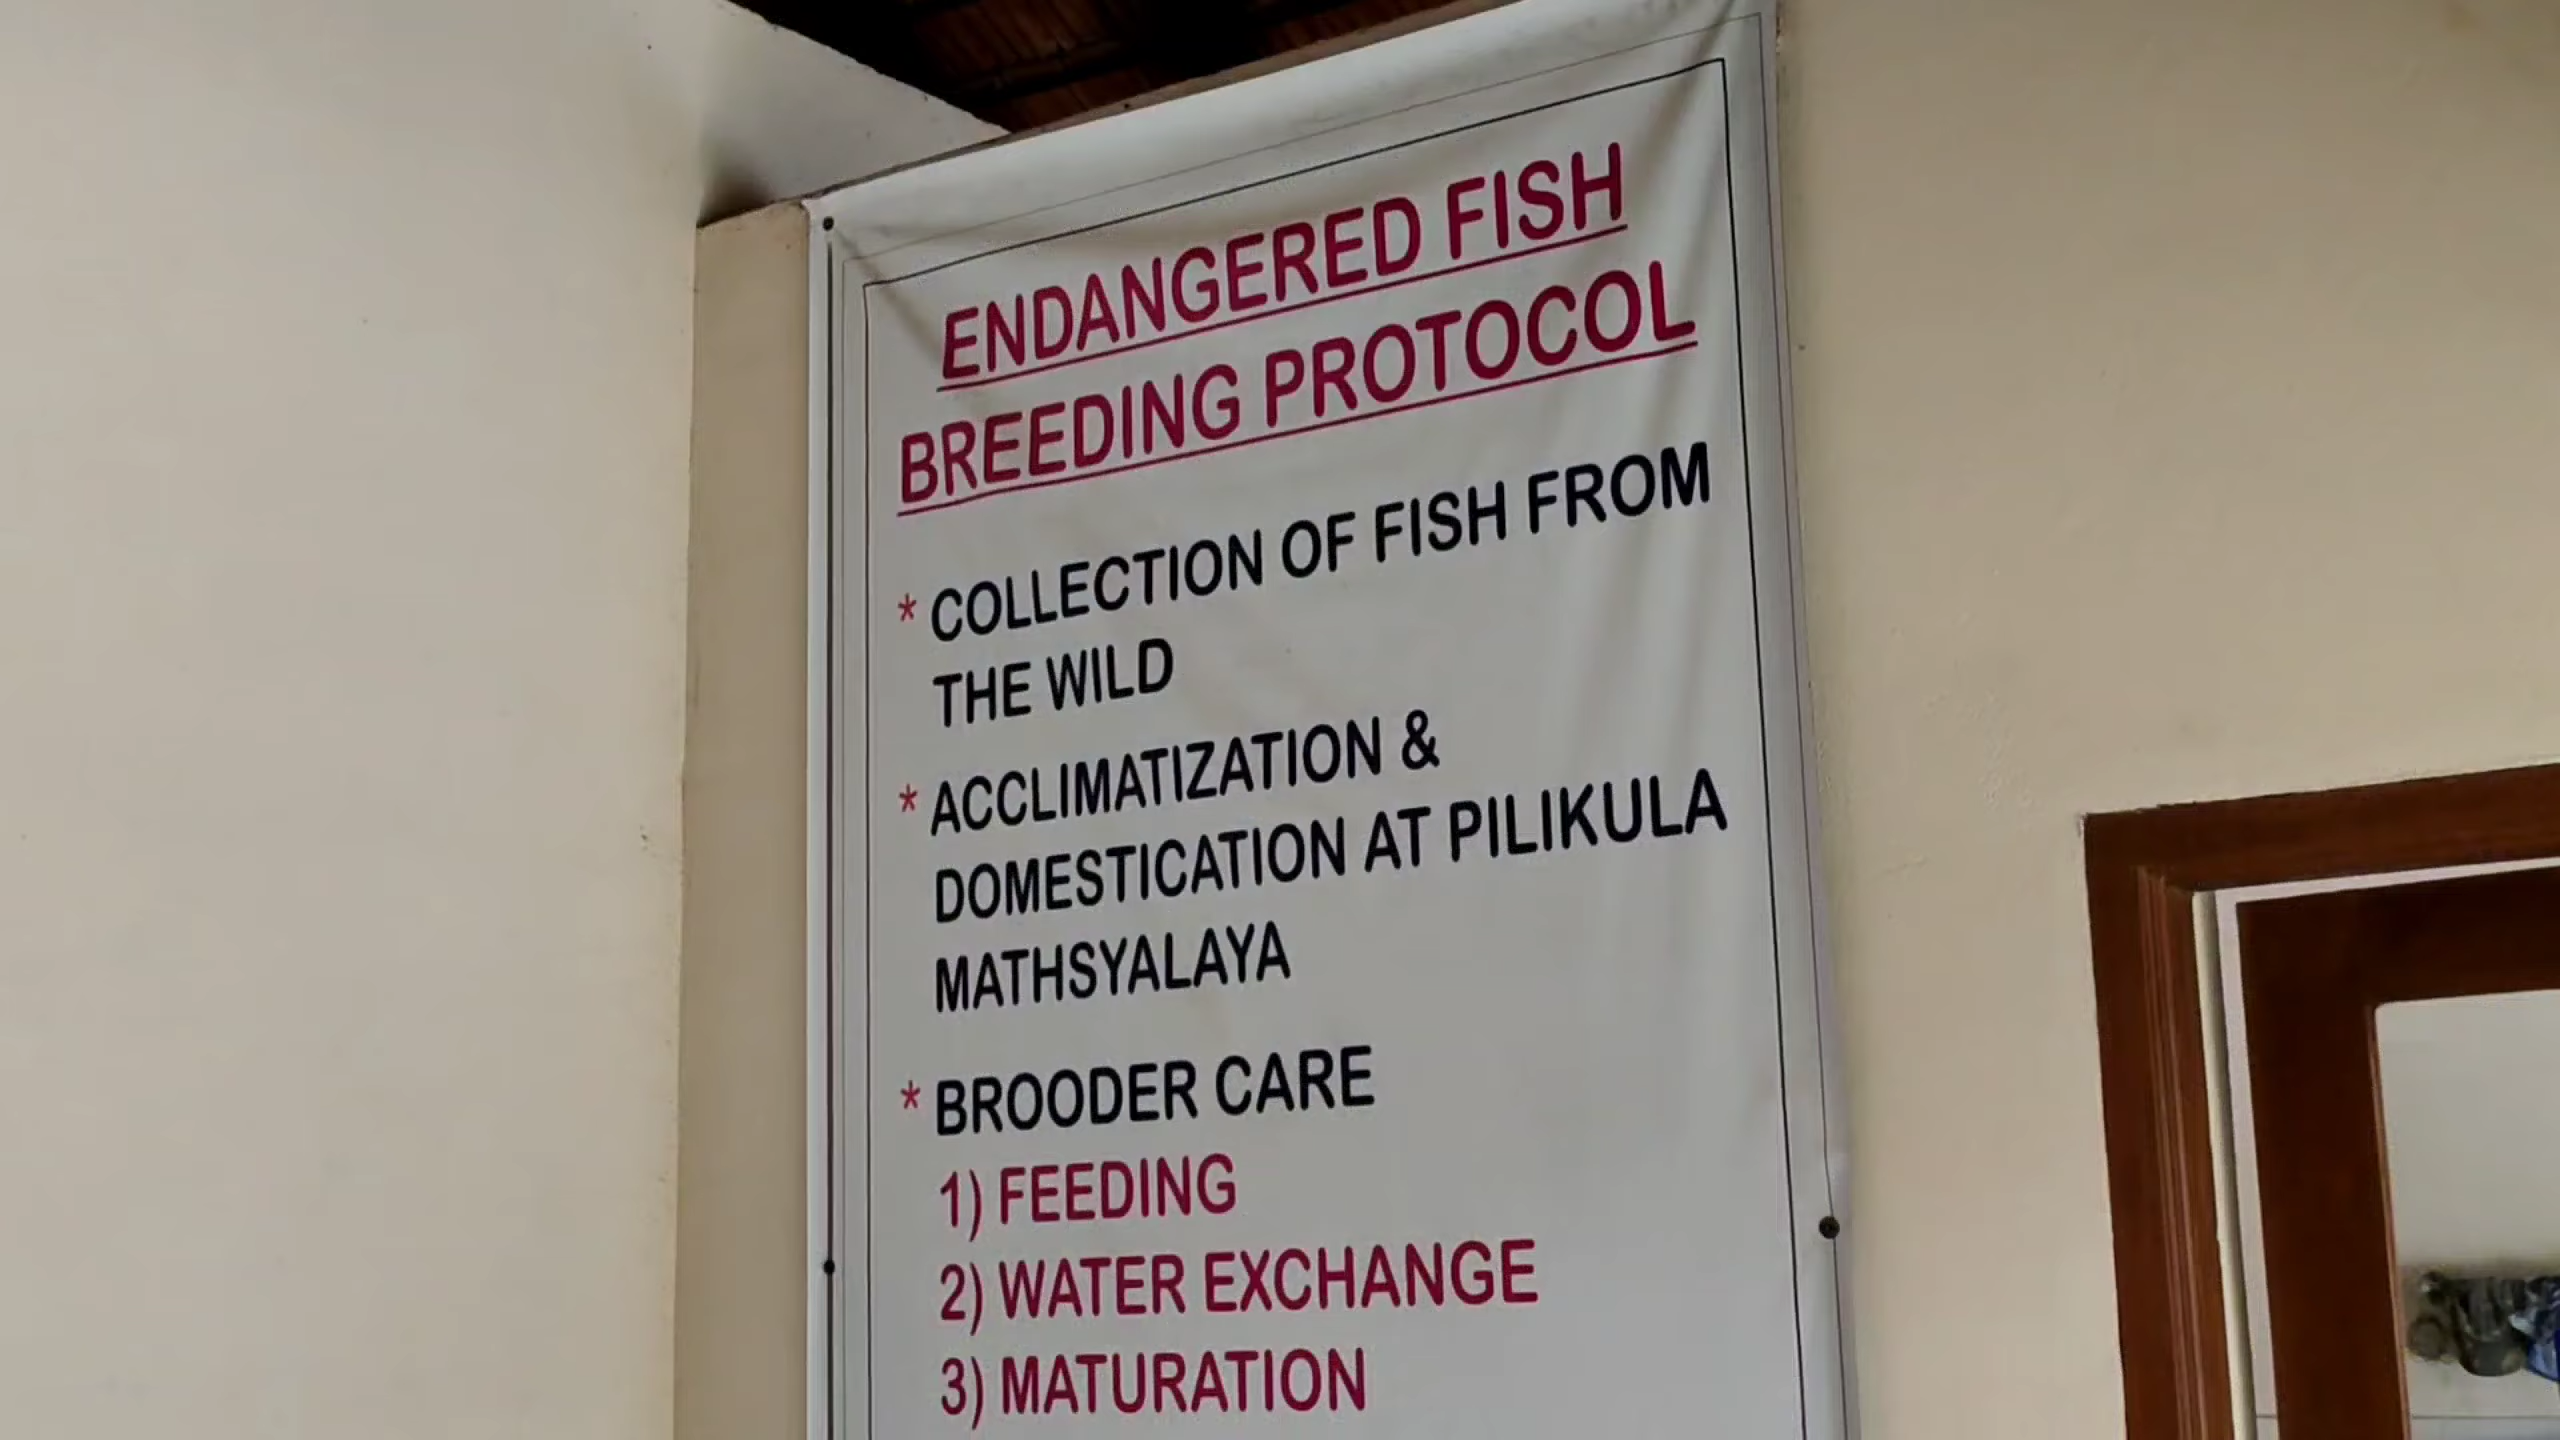 ENDANGERED FISH
BREEDING PROTOCOL
* COLLECTION OF FISH FROM
THE WILD
* ACCLIMATIZATION &
DOMESTICATION AT PILIKULA
MATHSYALAYA
* BROODER CARE
1) FEEDING
2) WATER EXCHANGE
3) MATURATION